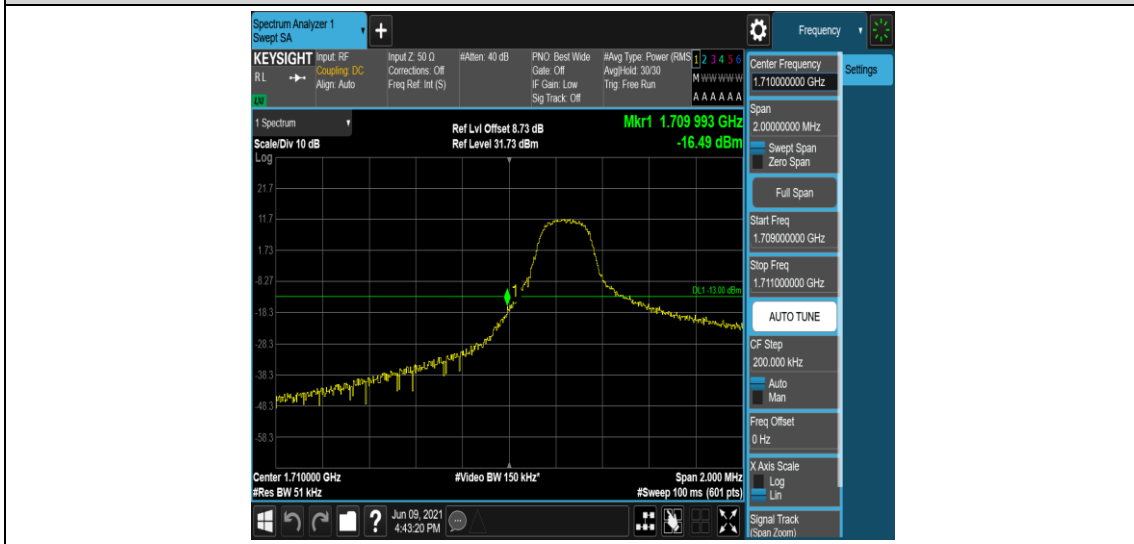 Spectrum Analyzer 1
Swept SA
+
Frequency
KEYSIGHT
RL
LXI
Input: RF
Coupling: DC
Align: Auto
Input Z: 50 Ω
Corrections: Off
Freq Ref: Int (S)
#Atten: 40 dB
PNO: Best Wide
Gate: Off
IF Gain: Low
Sig Track: Off
#Avg Type: Power (RMS
Avg|Hold: 30/30
Trig: Free Run
1 2 3 4 5 6
M W W W W W
A A A A A A
1 Spectrum
Scale/Div 10 dB
Log
Ref Lvl Offset 8.73 dB
Ref Level 31.73 dBm
Mkr1 1.709 993 GHz
-16.49 dBm
21.7
11.7
1.73
-8.27
-18.3
-28.3
-38.3
-48.3
-58.3
1
DL1 -13.00 dBm
Center 1.710000 GHz
#Res BW 51 kHz
#Video BW 150 kHz*
Span 2.000 MHz
#Sweep 100 ms (601 pts)
Center Frequency
1.710000000 GHz
Settings
Span
2.00000000 MHz
Swept Span
Zero Span
Full Span
Start Freq
1.709000000 GHz
Stop Freq
1.711000000 GHz
AUTO TUNE
CF Step
200.000 kHz
Auto
Man
Freq Offset
0 Hz
X Axis Scale
Log
Lin
Signal Track
(Span Zoom)
?
Jun 09, 2021
4:43:20 PM